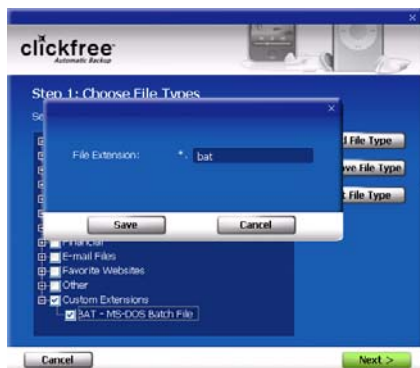 clickfree
Automatic Backup
Step 1: Choose File Types
File Type
File Type
File Type
File Extension: *. bat
Save Cancel
Financial
E-mail Files
Favorite Websites
Other
Custom Extensions
BAT - MS-DOS Batch File
Cancel Next >